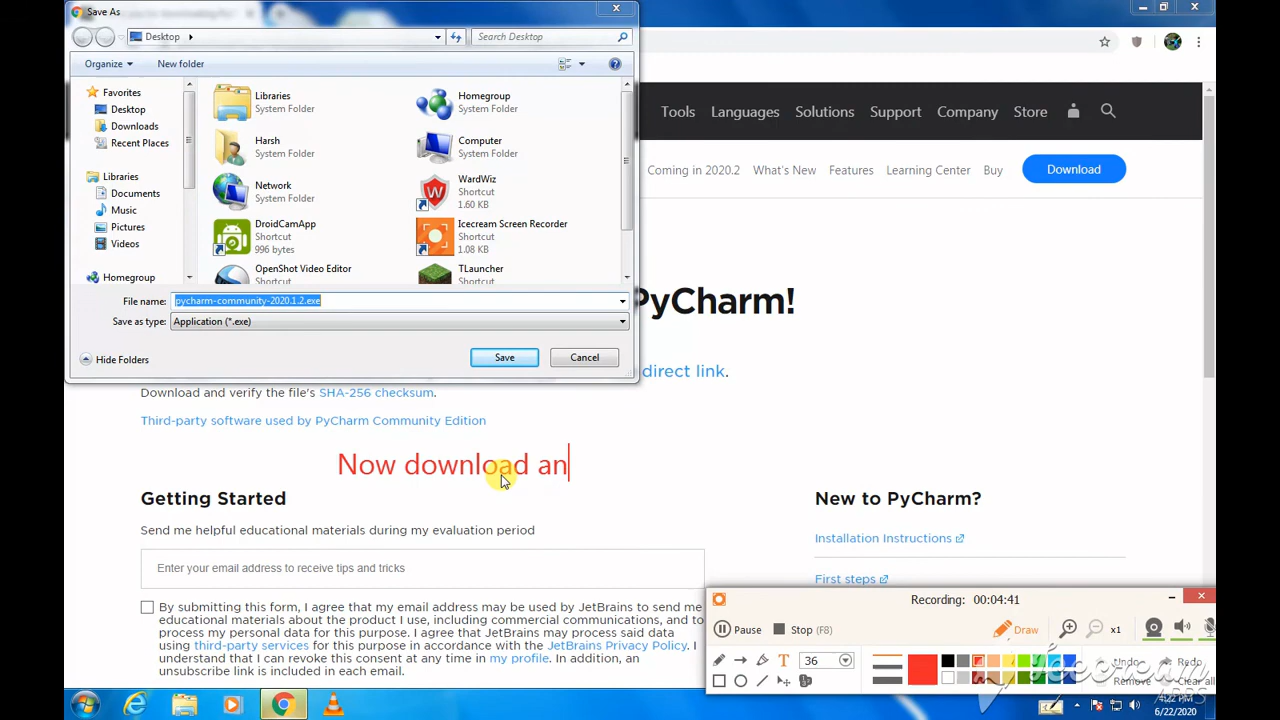 Save As
Desktop
Search Desktop
Organize
New folder
Favorites
Desktop
Downloads
Recent Places
Libraries
Documents
Music
Pictures
Videos
Homegroup
Libraries
System Folder
Homegroup
System Folder
Harsh
System Folder
Computer
System Folder
Network
System Folder
WardWiz
Shortcut
1.60 KB
DroidCamApp
Shortcut
996 bytes
Icecream Screen Recorder
Shortcut
1.08 KB
OpenShot Video Editor
Shortcut
TLauncher
Shortcut
File name:
pycharm-community-2020.1.2.exe
Save as type:
Application (*.exe)
Hide Folders
Save
Cancel
Tools
Languages
Solutions
Support
Company
Store
Coming in 2020.2
What's New
Features
Learning Center
Buy
Download
PyCharm!
direct link.
Download and verify the file's SHA-256 checksum.
Third-party software used by PyCharm Community Edition
Now download an
Getting Started
Send me helpful educational materials during my evaluation period
Enter your email address to receive tips and tricks
By submitting this form, I agree that my email address may be used by JetBrains to send me
educational materials about the product I use, including commercial communications, and to
process my personal data for this purpose. I agree that JetBrains may process said data
using third-party services for this purpose in accordance with the JetBrains Privacy Policy. I
understand that I can revoke this consent at any time in my profile. In addition, an
unsubscribe link is included in each email.
New to PyCharm?
Installation Instructions
First steps
Recording: 00:04:41
Pause
Stop (F8)
Draw
x1
T
36
Undo
Redo
Remove
Clear all
4:22 PM
6/22/2020